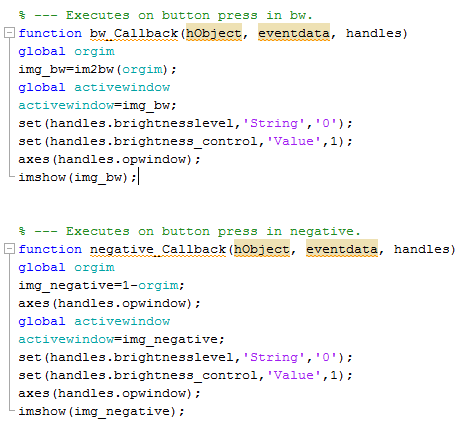 % --- Executes on button press in bw.
function bw_Callback(hObject, eventdata, handles)
global orgim
img_bw=im2bw(orgim);
global activewindow
activewindow=img_bw;
set(handles.brightnesslevel,'String','0');
set(handles.brightness_control,'Value',1);
axes(handles.opwindow);
imshow(img_bw);
% --- Executes on button press in negative.
function negative_Callback(hObject, eventdata, handles)
global orgim
img_negative=1-orgim;
axes(handles.opwindow);
global activewindow
activewindow=img_negative;
set(handles.brightnesslevel,'String','0');
set(handles.brightness_control,'Value',1);
axes(handles.opwindow);
imshow(img_negative);